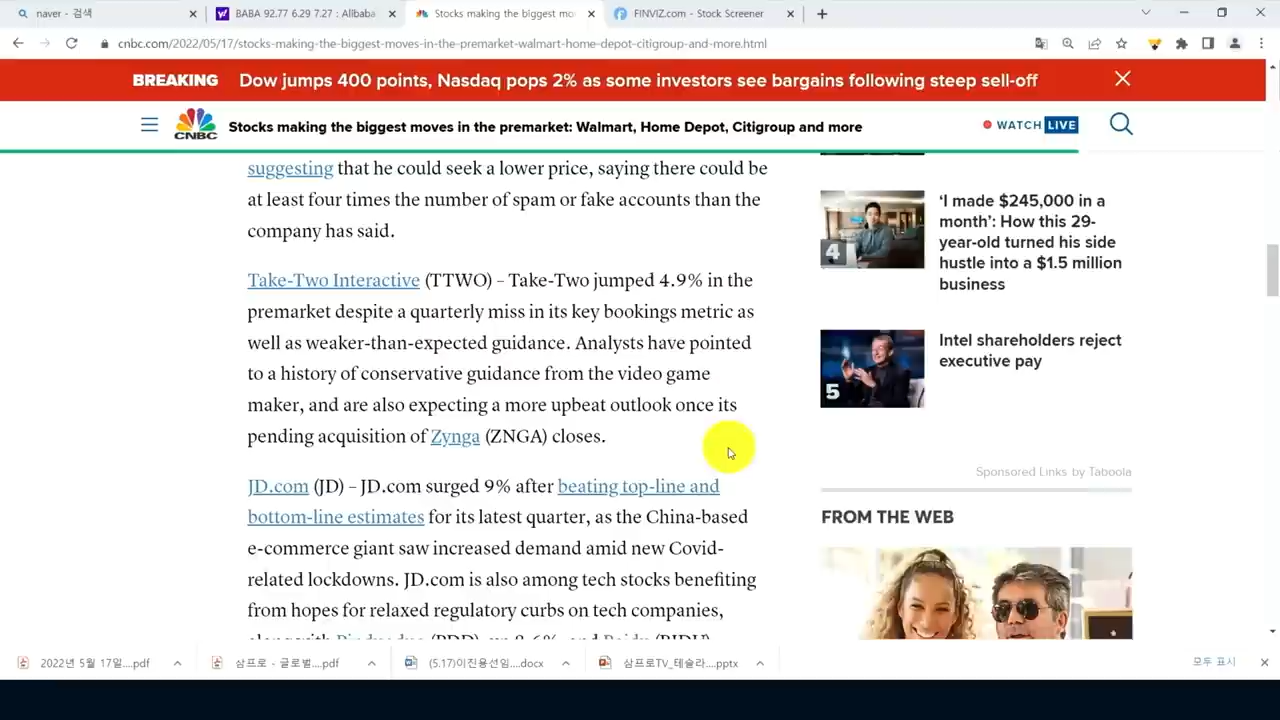 naver - 검색
BABA 92.77 6.29 7.27 : Alibaba
Stocks making the biggest mo
FINVIZ.com - Stock Screener
cnbc.com/2022/05/17/stocks-making-the-biggest-moves-in-the-premarket-walmart-home-depot-citigroup-and-more.html
BREAKING Dow jumps 400 points, Nasdaq pops 2% as some investors see bargains following steep sell-off
CNBC
Stocks making the biggest moves in the premarket: Walmart, Home Depot, Citigroup and more
WATCH LIVE
suggesting that he could seek a lower price, saying there could be
at least four times the number of spam or fake accounts than the
company has said.
Take-Two Interactive (TTWO) – Take-Two jumped 4.9% in the
premarket despite a quarterly miss in its key bookings metric as
well as weaker-than-expected guidance. Analysts have pointed
to a history of conservative guidance from the video game
maker, and are also expecting a more upbeat outlook once its
pending acquisition of Zynga (ZNGA) closes.
JD.com (JD) – JD.com surged 9% after beating top-line and
bottom-line estimates for its latest quarter, as the China-based
e-commerce giant saw increased demand amid new Covid-
related lockdowns. JD.com is also among tech stocks benefiting
from hopes for relaxed regulatory curbs on tech companies,
4
‘I made $245,000 in a
month’: How this 29-
year-old turned his side
hustle into a $1.5 million
business
5
Intel shareholders reject
executive pay
Sponsored Links by Taboola
FROM THE WEB
2022년 5월 17일....pdf
삼프로 - 글로벌....pdf
(5.17)이진용선임....docx
삼프로TV_테슬라....pptx
모두 표시